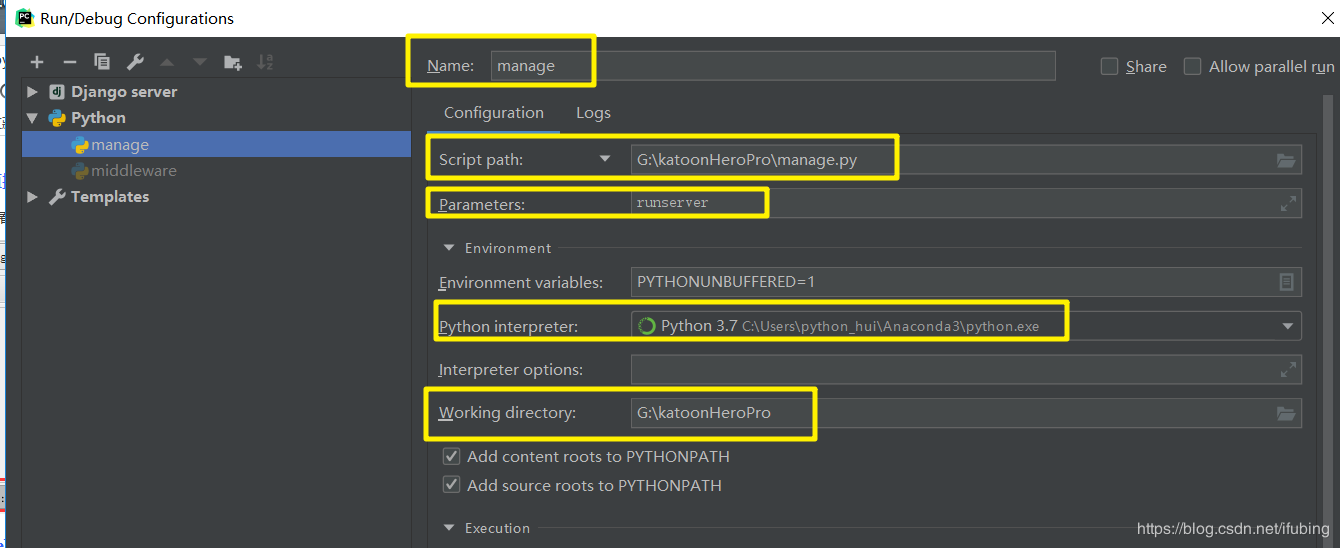 Run/Debug Configurations
Name: manage
Share
Allow parallel run
Django server
Python
manage
middleware
Templates
Configuration Logs
Script path: G:\katoonHeroPro\manage.py
Parameters: runserver
Environment
Environment variables: PYTHONUNBUFFERED=1
Python interpreter: Python 3.7 C:\Users\python_hui\Anaconda3\python.exe
Interpreter options:
Working directory: G:\katoonHeroPro
Add content roots to PYTHONPATH
Add source roots to PYTHONPATH
Execution
https://blog.csdn.net/ifubing